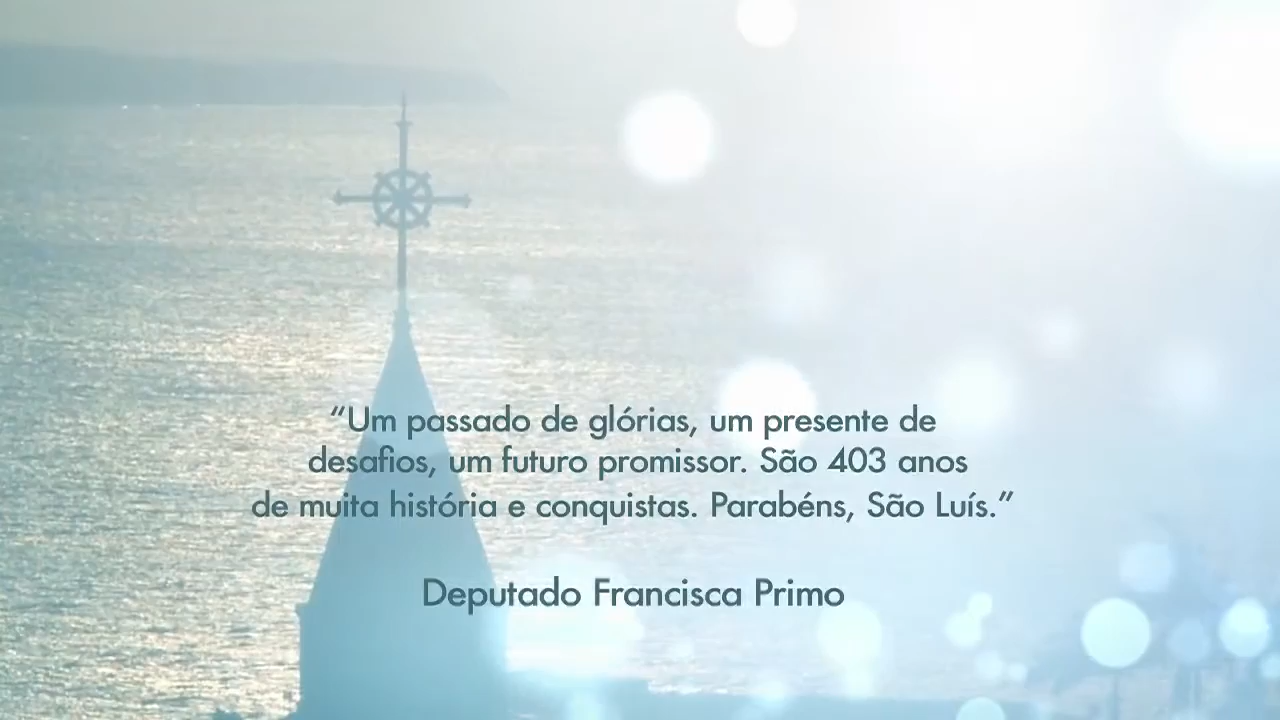 “Um passado de glórias, um presente de
desafios, um futuro promissor. São 403 anos
de muita história e conquistas. Parabéns, São Luís.”
Deputado Francisca Primo